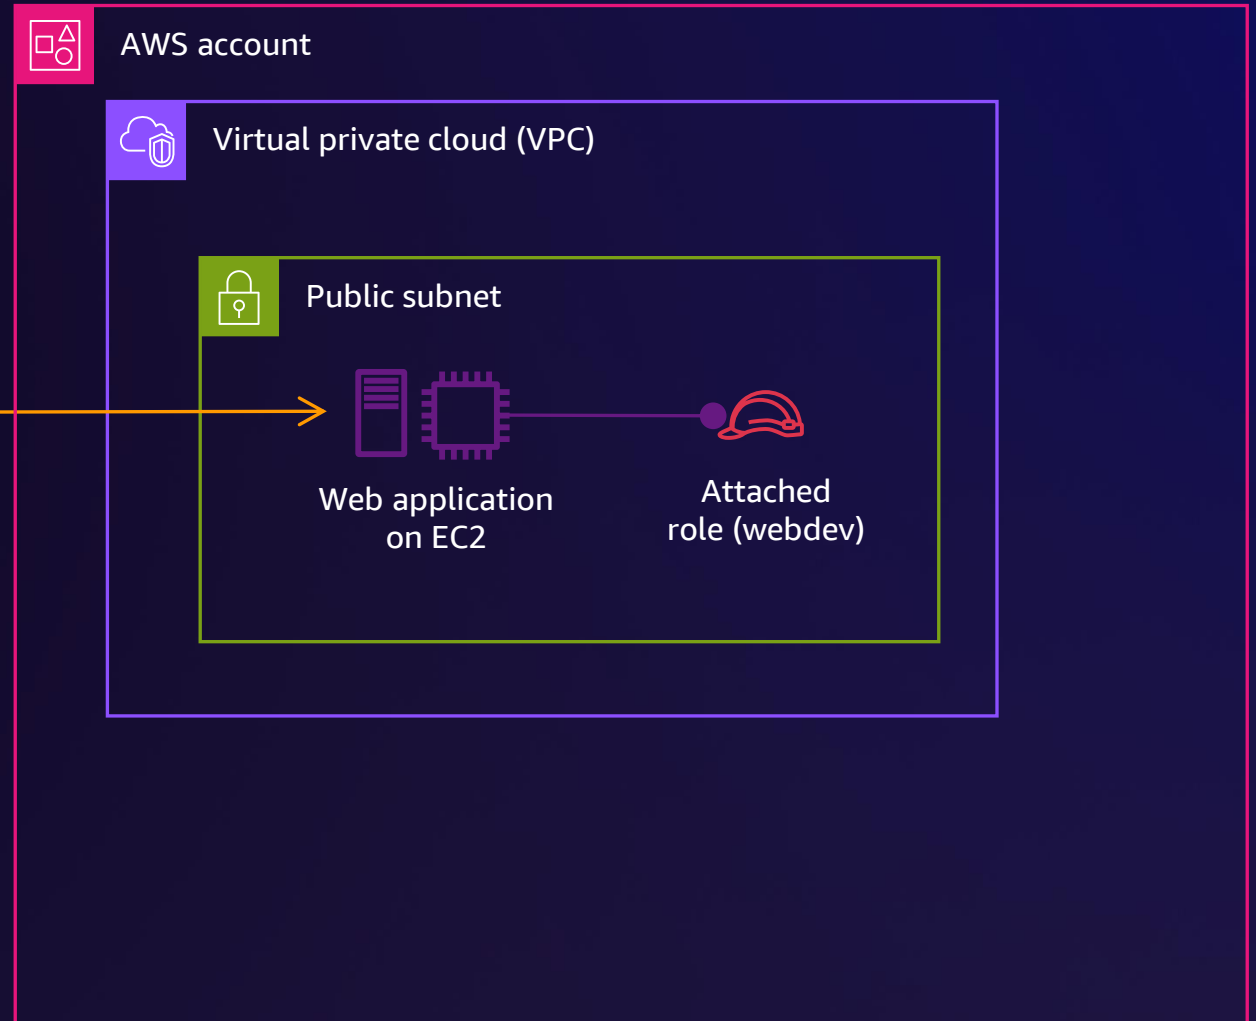 AWS account
Virtual private cloud (VPC)
Public subnet
Web application
on EC2
Attached
role (webdev)